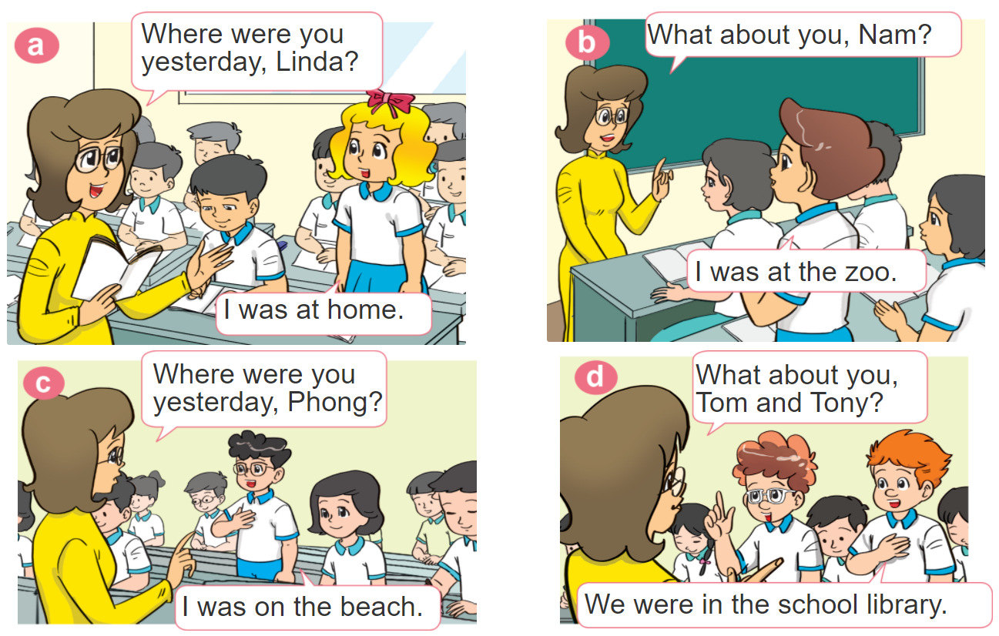 a
Where were you
yesterday, Linda?
I was at home.
b
What about you, Nam?
I was at the zoo.
c
Where were you
yesterday, Phong?
I was on the beach.
d
What about you,
Tom and Tony?
We were in the school library.